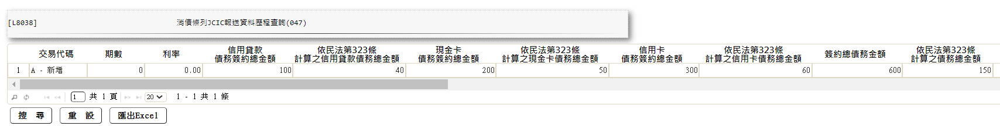 [L8038] 消債條列JCIC報送資料歷程查詢(047)
交易代碼 期數 利率 信用貸款 債務簽約總金額 依民法第323條 計算之信用貸款債務總金額 現金卡 債務簽約總金額 依民法第323條 計算之現金卡債務總金額 信用卡 債務簽約總金額 依民法第323條 計算之信用卡債務總金額 簽約總債務金額 依民法第323條 計算之債務總金額
1 A - 新增 0 0.00 100 40 200 50 300 60 600 150
1 共 1 頁 20 1 - 1 共 1 條
搜 尋 重 設 匯出Excel